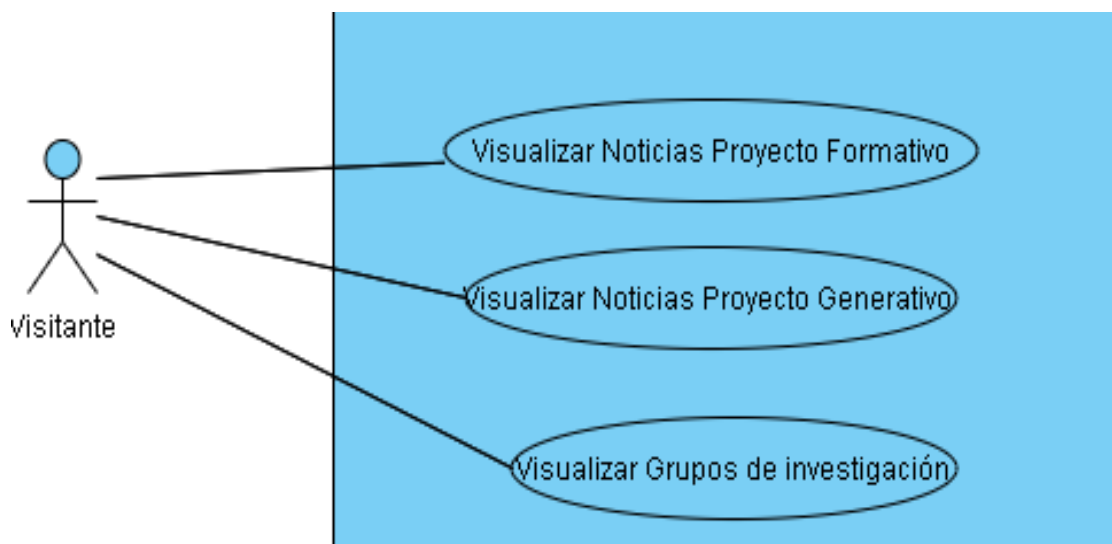 Visualizar Noticias Proyecto Formativo
Visualizar Noticias Proyecto Generativo
Visitante
Visualizar Grupos de investigación